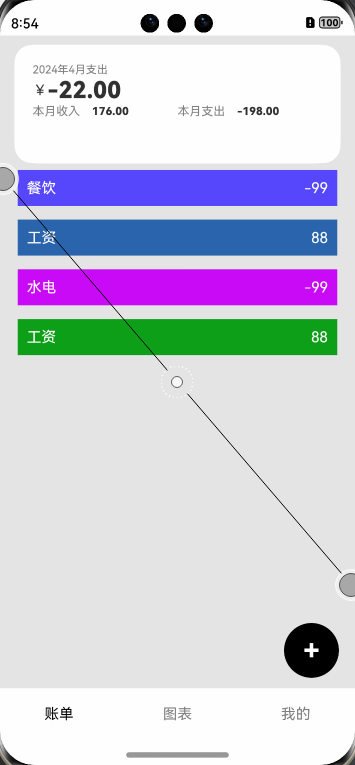 8:54 100
2024年4月支出
￥-22.00
本月收入 176.00 本月支出 -198.00
餐饮 -99
工资 88
水电 -99
工资 88
+
账单 图表 我的